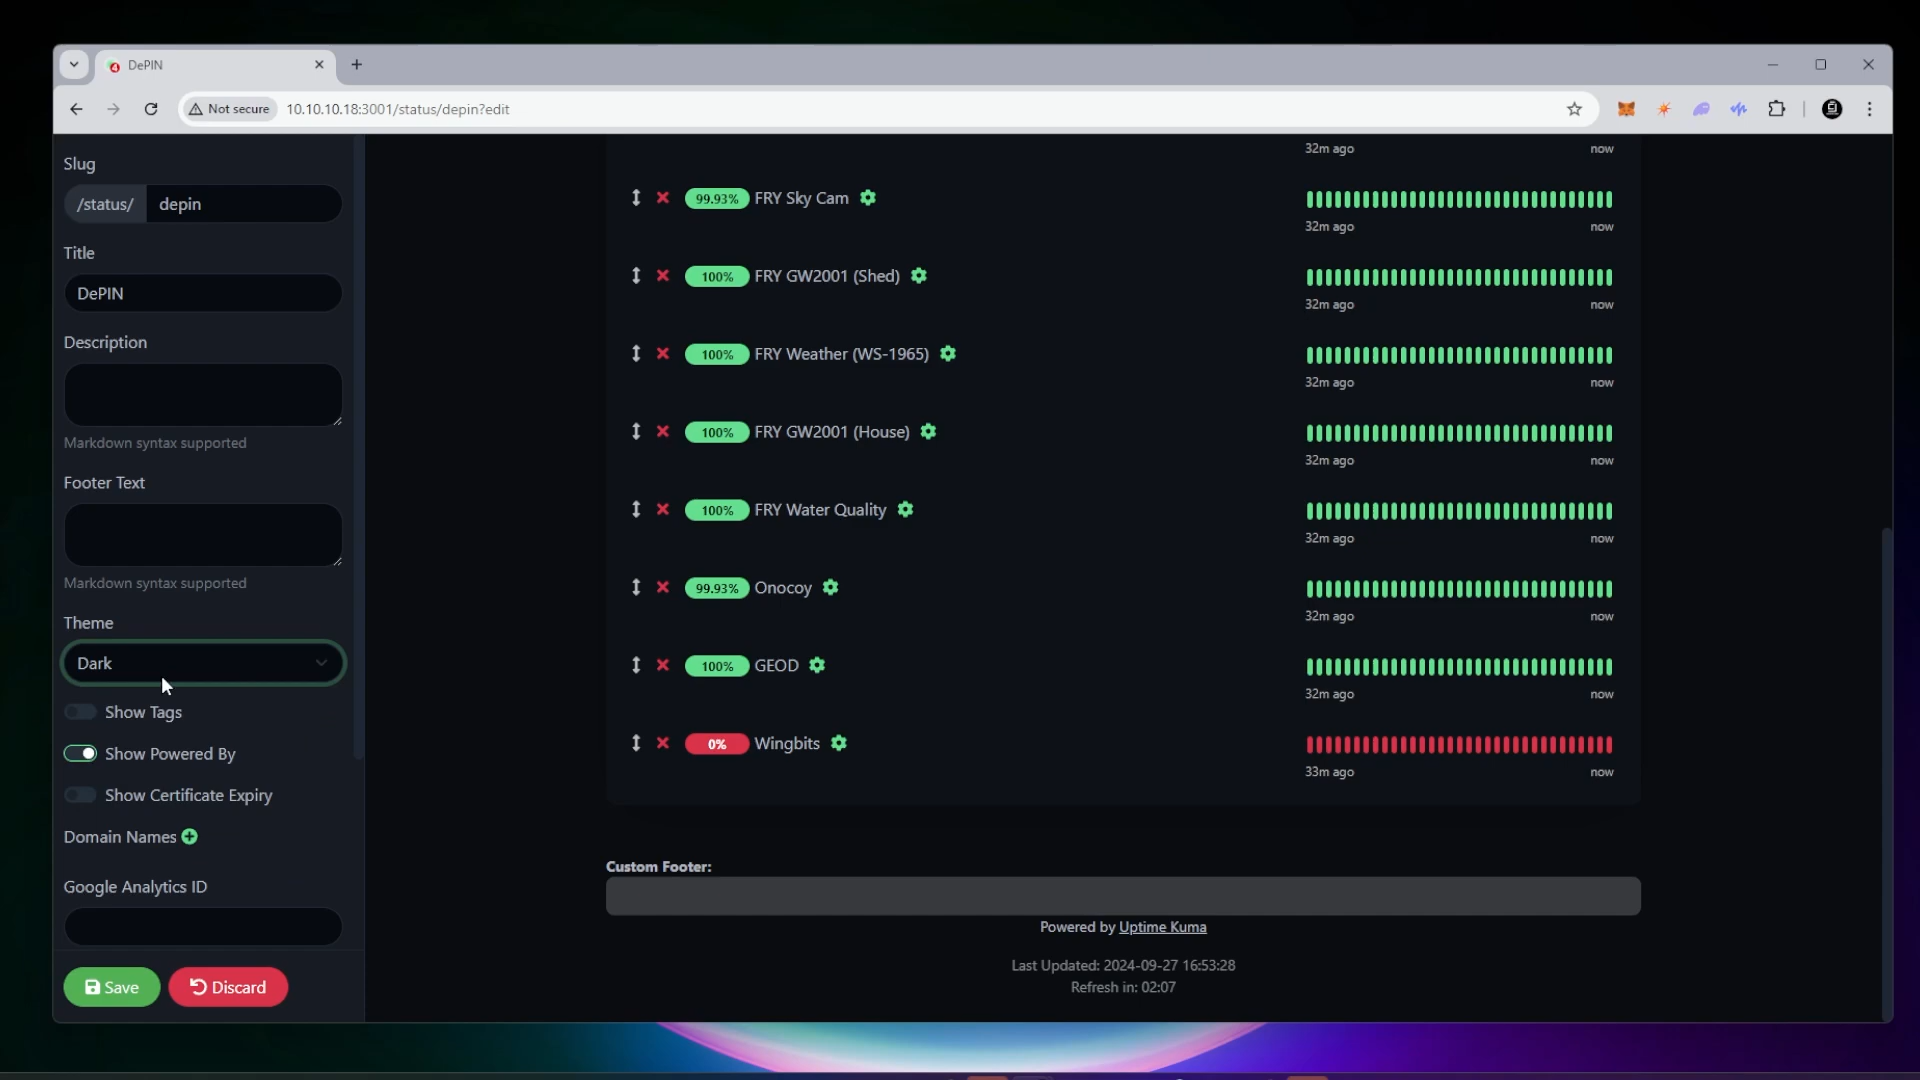 DePIN
Not secure
10.10.10.18:3001/status/depin?edit
Slug
/status/
depin
Title
DePIN
Description
Markdown syntax supported
Footer Text
Markdown syntax supported
Theme
Dark
Show Tags
Show Powered By
Show Certificate Expiry
Domain Names
Google Analytics ID
Save
Discard
32m ago now
99.93% FRY Sky Cam
32m ago now
100% FRY GW2001 (Shed)
32m ago now
100% FRY Weather (WS-1965)
32m ago now
100% FRY GW2001 (House)
32m ago now
100% FRY Water Quality
32m ago now
99.93% Onocoy
32m ago now
100% GEOD
32m ago now
0% Wingbits
33m ago now
Custom Footer:
Powered by Uptime Kuma
Last Updated: 2024-09-27 16:53:28
Refresh in: 02:07